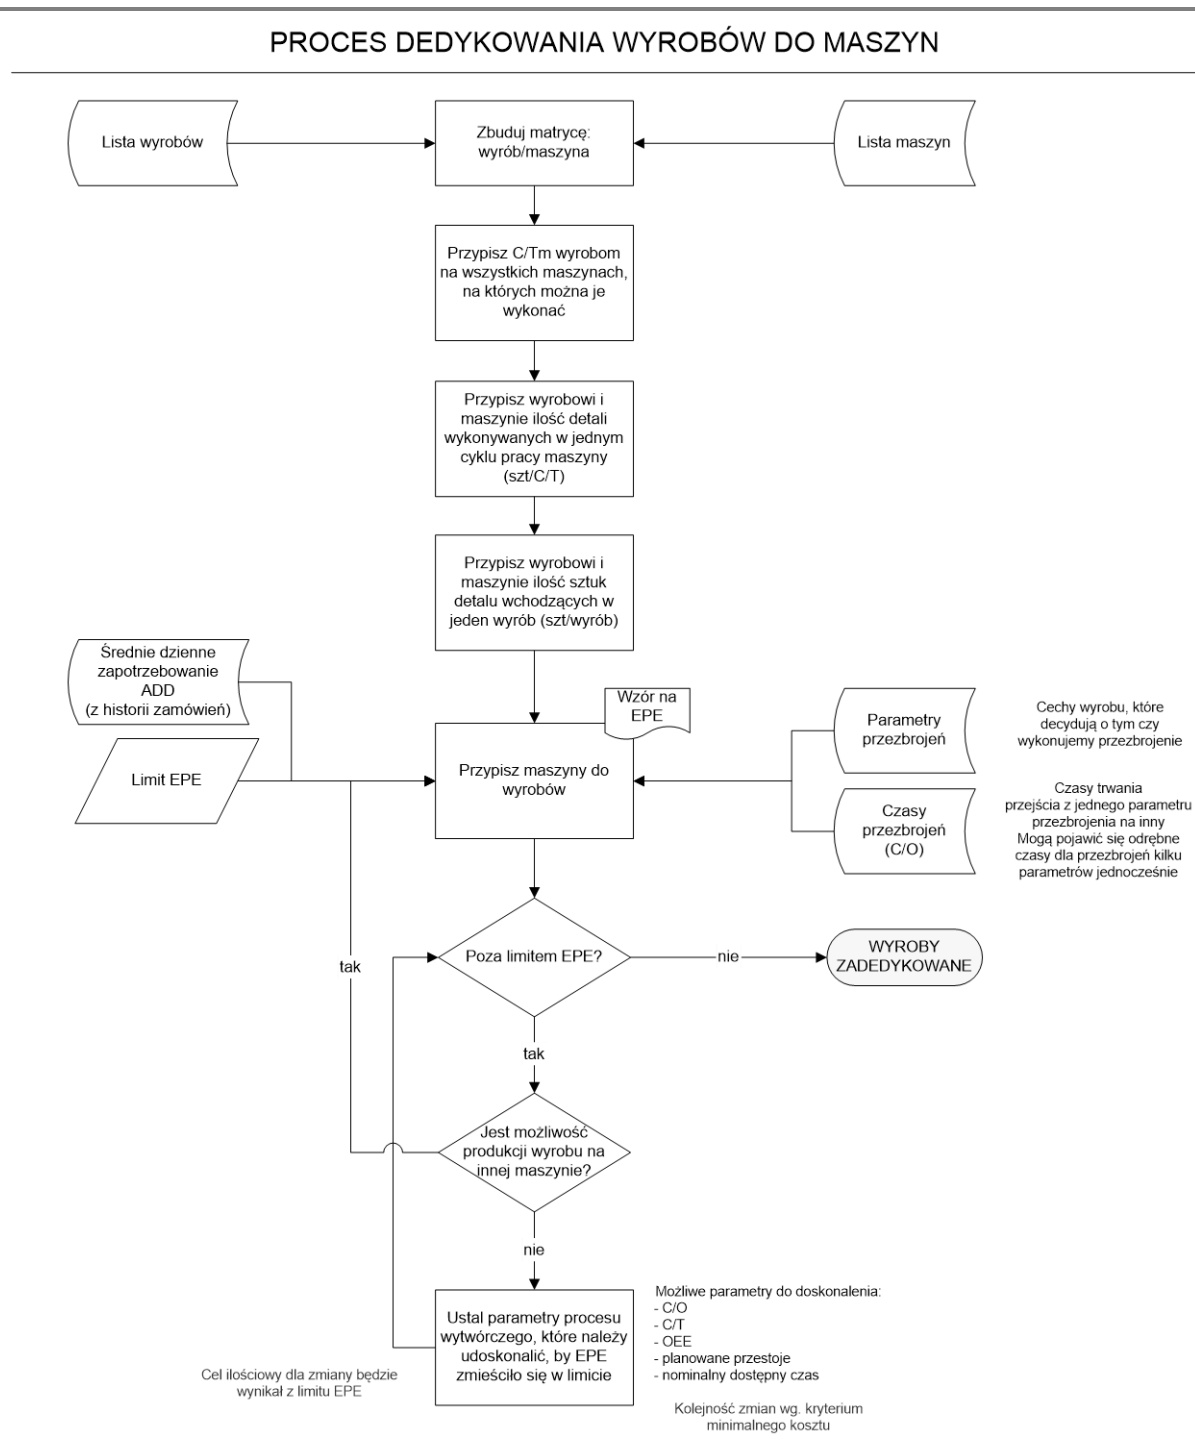 PROCES DEDYKOWANIA WYROBÓW DO MASZYN
Lista wyrobów
Zbuduj matrycę:
wyrób/maszyna
Lista maszyn
Przypisz C/Tm wyrobom
na wszystkich maszynach,
na których można je
wykonać
Przypisz wyrobowi i
maszynie ilość detali
wykonywanych w jednym
cyklu pracy maszyny
(szt/C/T)
Przypisz wyrobowi i
maszynie ilość sztuk
detalu wchodzących w
jeden wyrób (szt/wyrób)
Średnie dzienne
zapotrzebowanie
ADD
(z historii zamówień)
Limit EPE
Wzór na
EPE
Przypisz maszyny do
wyrobów
Parametry
przezbrojeń
Cechy wyrobu, które
decydują o tym czy
wykonujemy przezbrojenie
Czasy
przezbrojeń
(C/O)
Czasy trwania
przejścia z jednego parametru
przezbrojenia na inny
Mogą pojawić się odrębne
czasy dla przezbrojeń kilku
parametrów jednocześnie
Poza limitem EPE?
nie
WYROBY
ZADEDYKOWANE
tak
tak
Jest możliwość
produkcji wyrobu na
innej maszynie?
nie
Ustal parametry procesu
wytwórczego, które należy
udoskonalić, by EPE
zmieściło się w limicie
Cel ilościowy dla zmiany będzie
wynikał z limitu EPE
Możliwe parametry do doskonalenia:
- C/O
- C/T
- OEE
- planowane przestoje
- nominalny dostępny czas
Kolejność zmian wg. kryterium
minimalnego kosztu